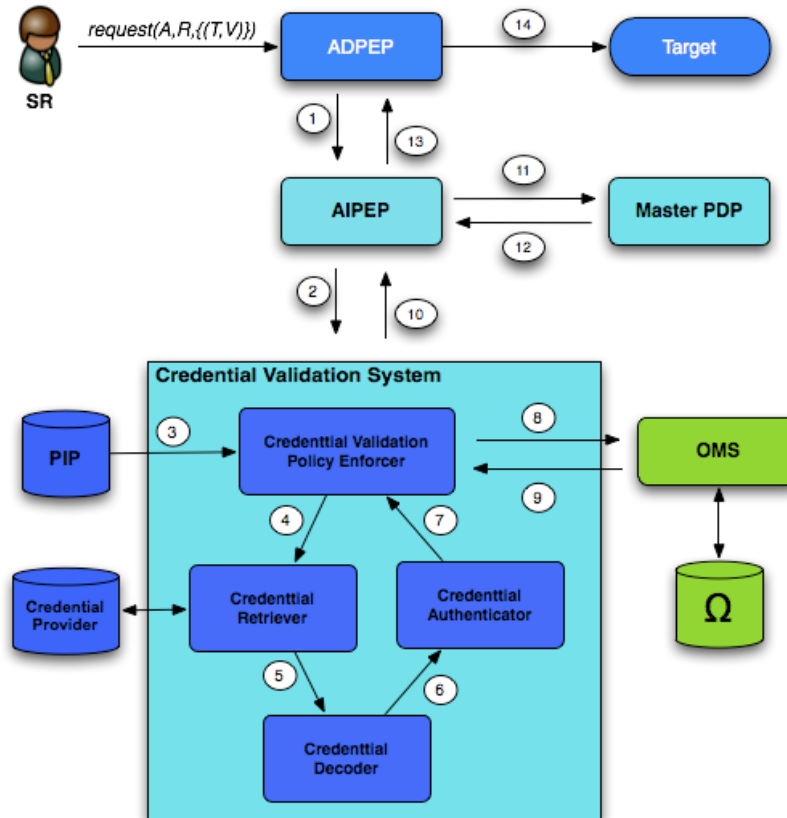 request(A,R,{(T,V)})
ADPEP
14
Target
SR
1
13
11
AIPEP
Master PDP
12
2
10
Credential Validation System
3
8
PIP
Credenttial Validation
Policy Enforcer
OMS
9
4
7
Credential
Provider
Credenttial
Retriever
Credenttial
Authenticator
Ω
5
6
Credenttial
Decoder